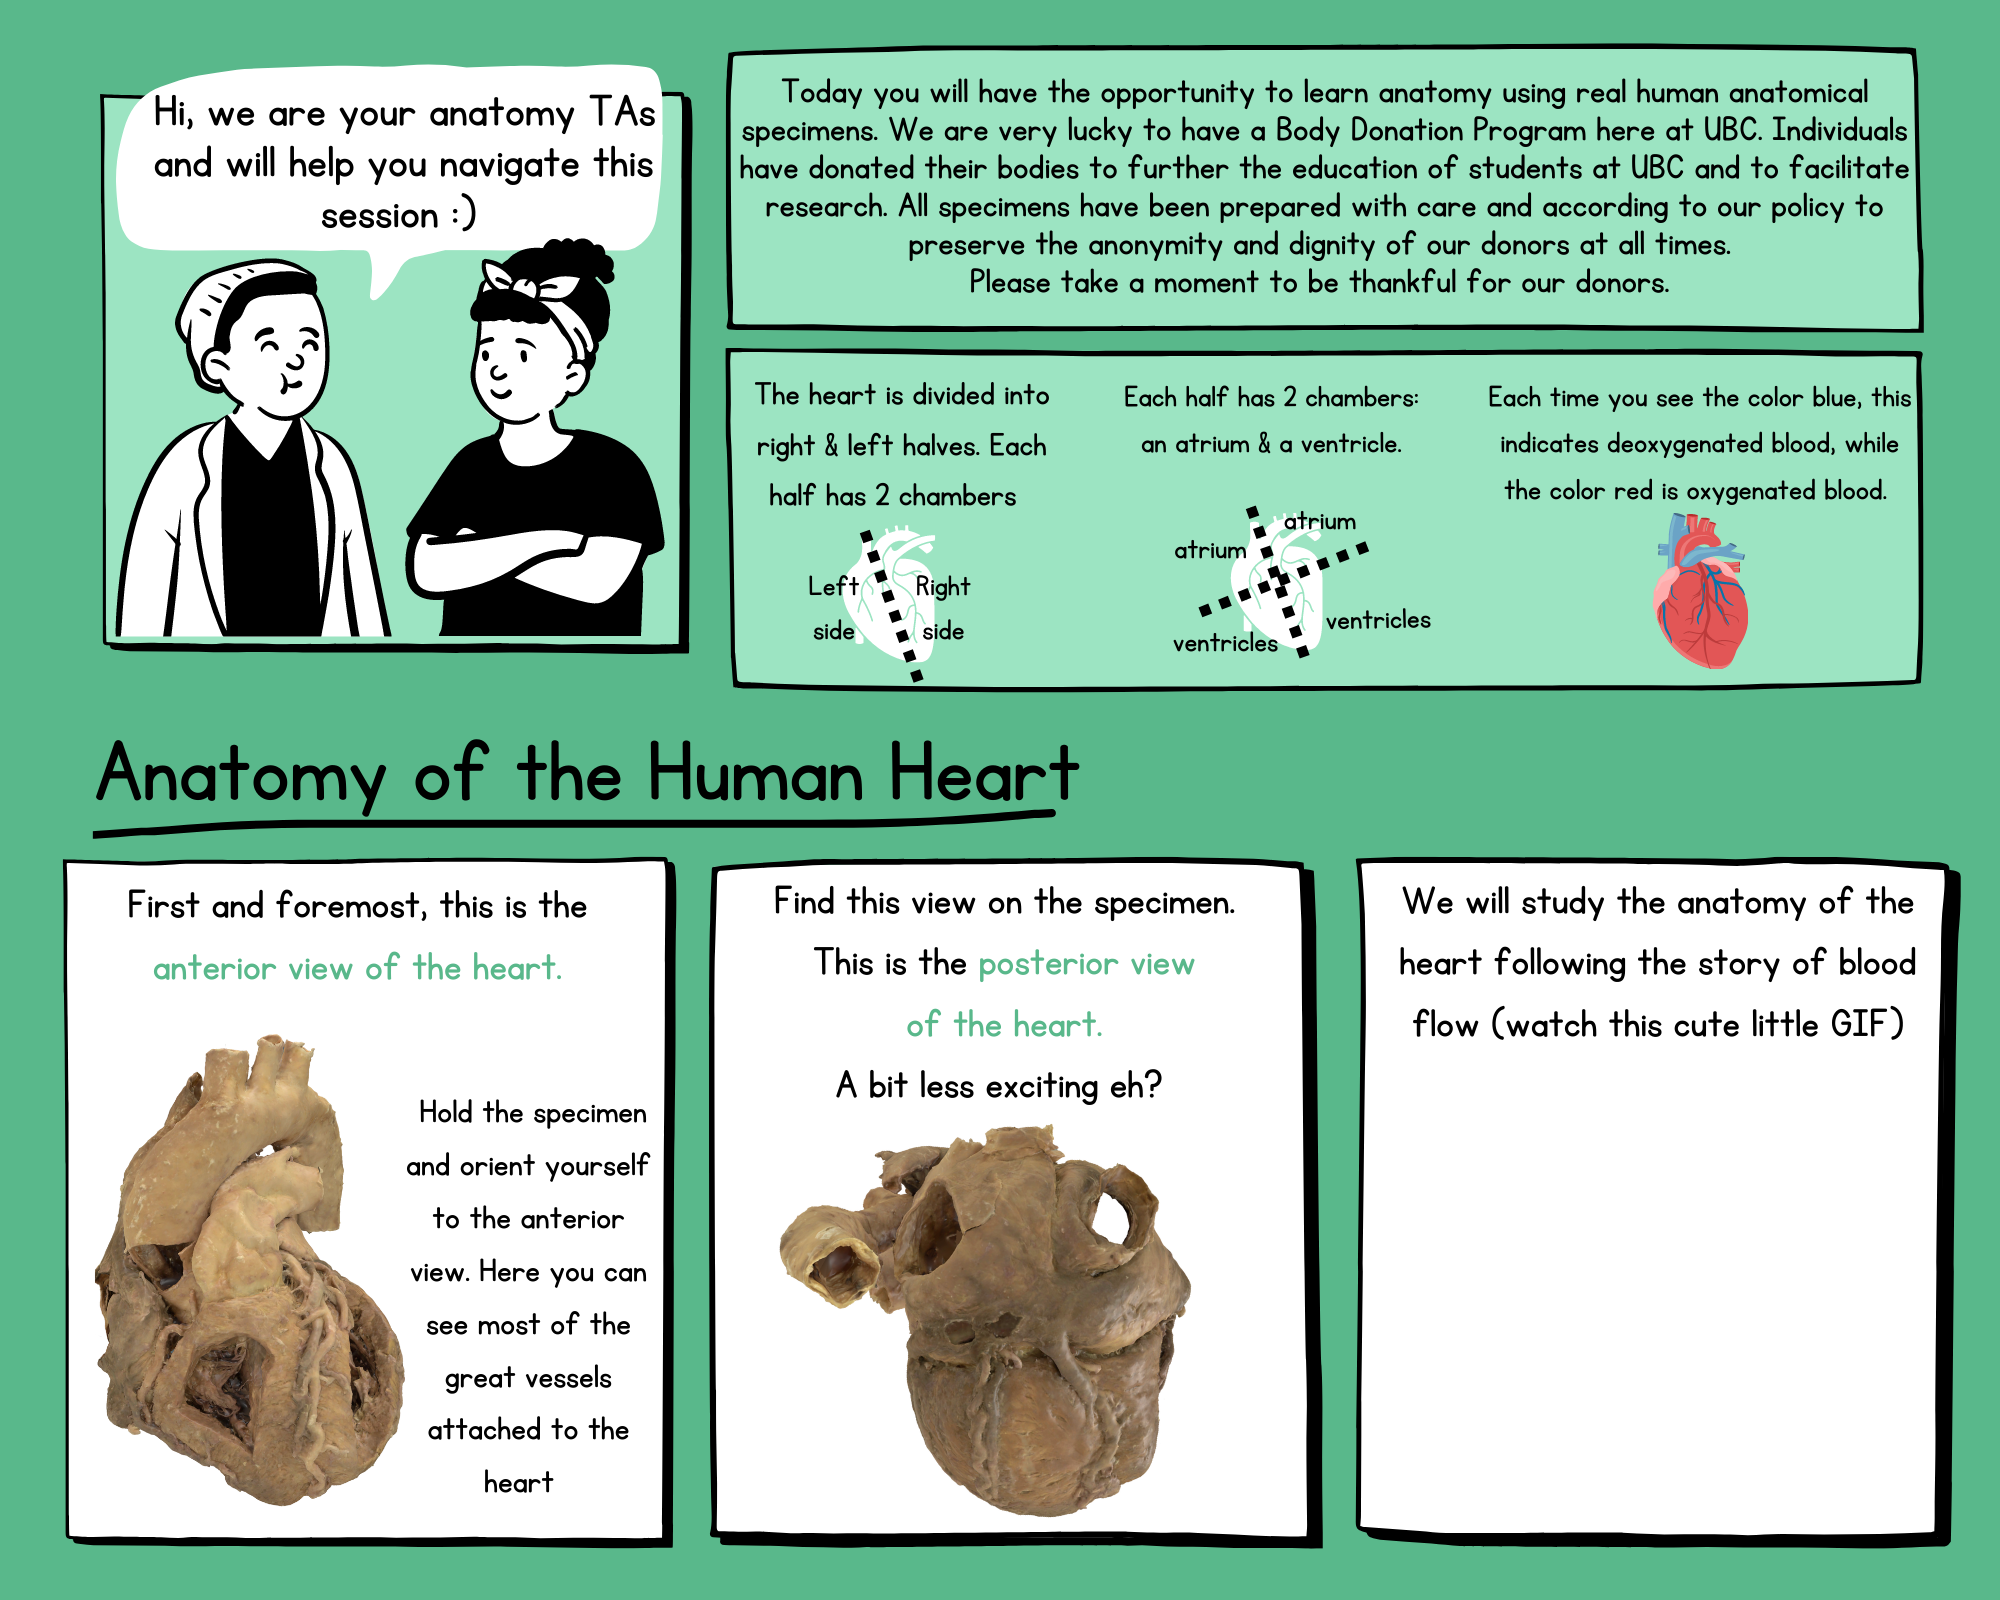 Hi, we are your anatomy TAs
and will help you navigate this
session :)
Today you will have the opportunity to learn anatomy using real human anatomical
specimens. We are very lucky to have a Body Donation Program here at UBC. Individuals
have donated their bodies to further the education of students at UBC and to facilitate
research. All specimens have been prepared with care and according to our policy to
preserve the anonymity and dignity of our donors at all times.
Please take a moment to be thankful for our donors.
The heart is divided into
right & left halves. Each
half has 2 chambers
Left
side
Right
side
Each half has 2 chambers:
an atrium & a ventricle.
atrium
atrium
ventricles
ventricles
Each time you see the color blue, this
indicates deoxygenated blood, while
the color red is oxygenated blood.
Anatomy of the Human Heart
First and foremost, this is the
anterior view of the heart.
Hold the specimen
and orient yourself
to the anterior
view. Here you can
see most of the
great vessels
attached to the
heart
Find this view on the specimen.
This is the posterior view
of the heart.
A bit less exciting eh?
We will study the anatomy of the
heart following the story of blood
flow (watch this cute little GIF)